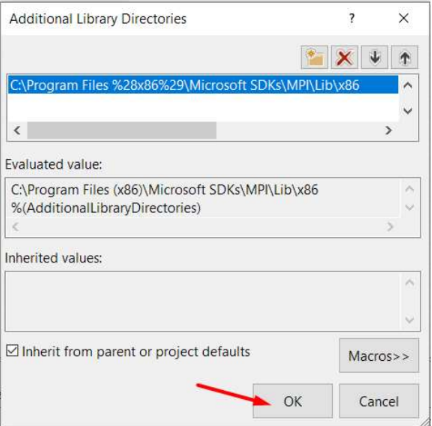 Additional Library Directories
C:\Program Files %28x86%29\Microsoft SDKs\MPI\Lib\x86
Evaluated value:
C:\Program Files (x86)\Microsoft SDKs\MPI\Lib\x86
%(AdditionalLibraryDirectories)
Inherited values:
Inherit from parent or project defaults
Macros>>
OK
Cancel